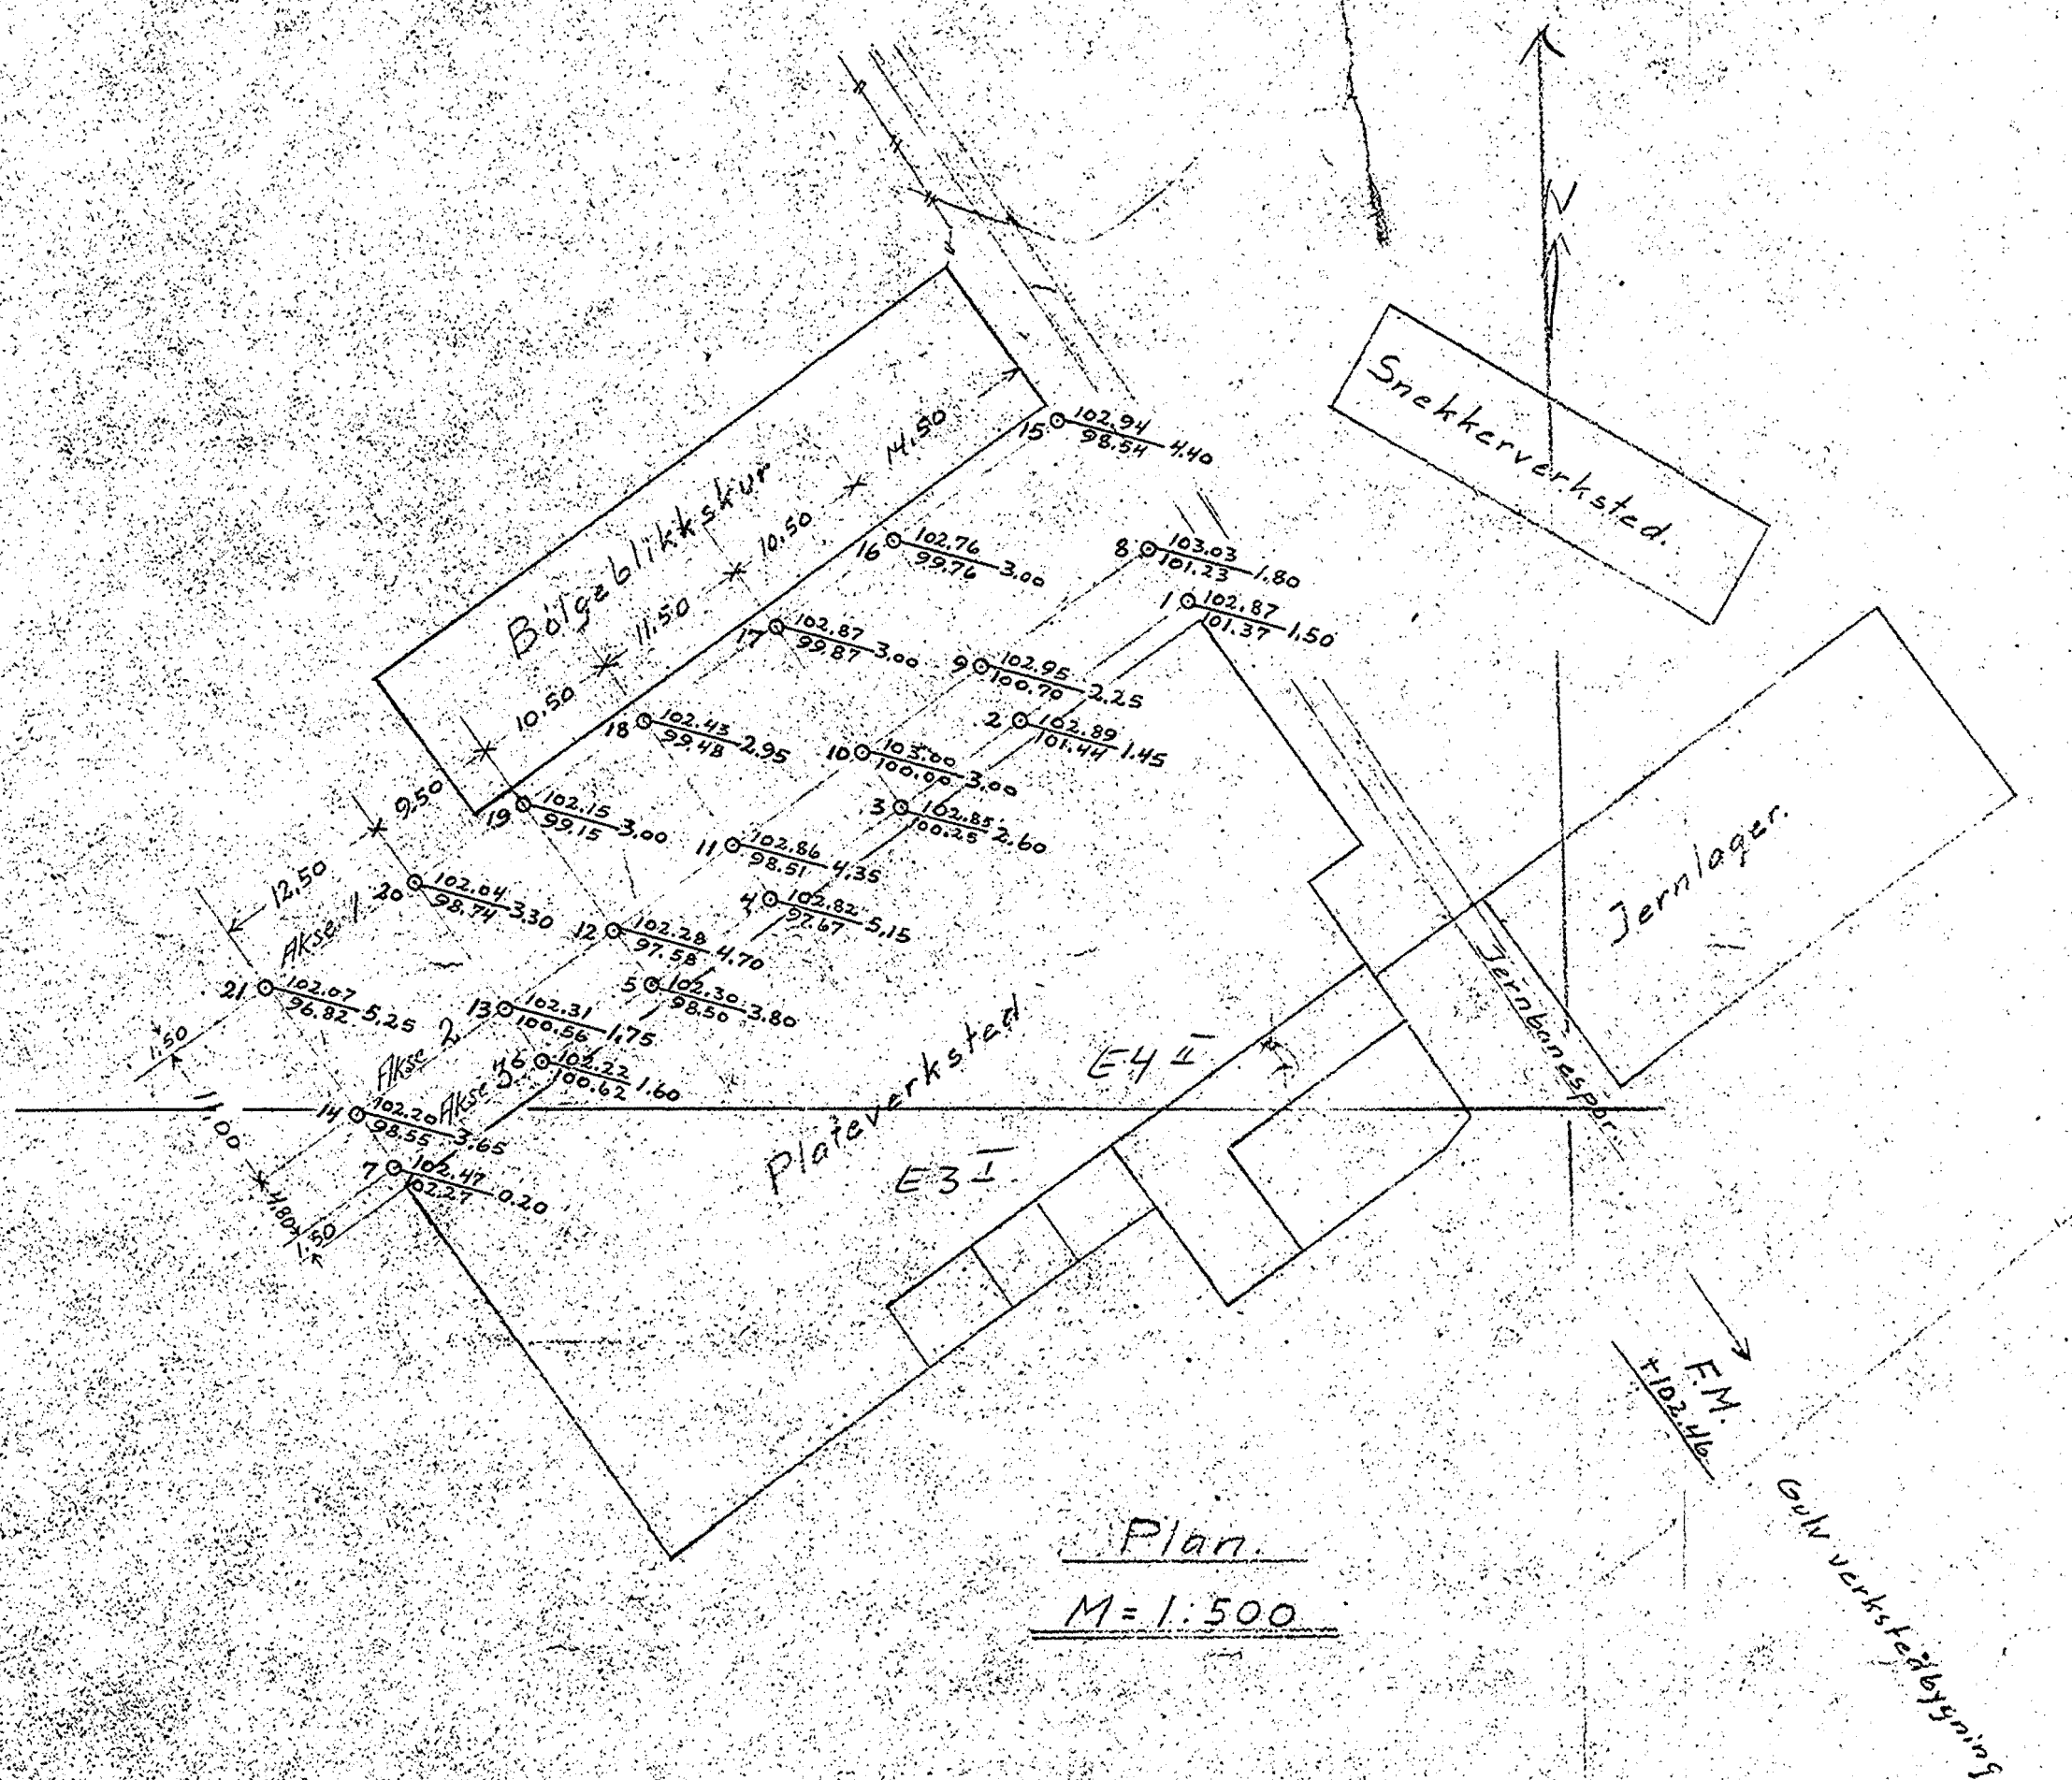 Snekkerverksted.
Bölgeblikkskur
14,50
10,50
11.50
10.50
9,50
12,50
15 102.94 4.40
98.54
16 102.76 3.00
99.76
8 103.03 1.80
101.23
1 102.87 1.50
101.37
17 102.87 3.00
99.87
9 102.95 2.25
100.70
18 102.43 2.95
99.48
2 102.89 1.45
101.44
10 103.00 3.00
100.00
19 102.15 3.00
99.15
3 102.85 2.60
100.25
11 102.86 4.35
98.51
20 102.04 3.30
98.74
4 102.82 5,15
97.67
12 102.28 4.70
97.58
21 102.07 5,25
96.82
5 102.30 3.80
98.50
13 102.31 1,75
100.56
6 102.22 1.60
100.62
14 102.20 3,65
98.55
7 102.47 0.20
102.27
Akse 1
Akse 2
Akse 3
1.50
11,00
4,80
1.50
Jernlager.
Jernbanespor.
Plateverksted
E4 II
E3 I
N
F.M.
+102.46
Gulv verkstedbygning
Plan.
M = 1:500